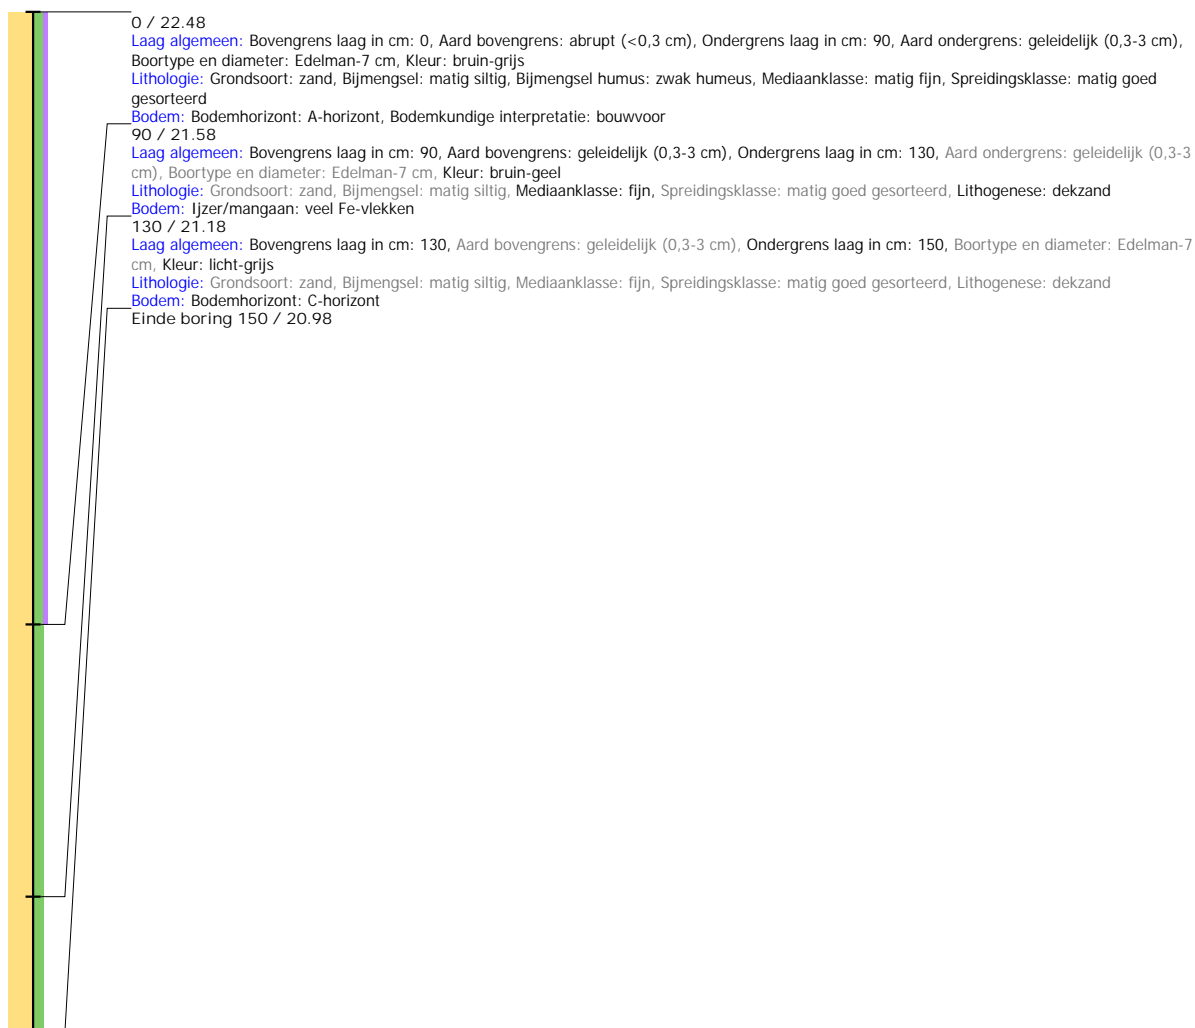 0 / 22.48
Laag algemeen: Bovengrens laag in cm: 0, Aard bovengrens: abrupt (<0,3 cm), Ondergrens laag in cm: 90, Aard ondergrens: geleidelijk (0,3-3 cm),
Boortype en diameter: Edelman-7 cm, Kleur: bruin-grijs
Lithologie: Grondsoort: zand, Bijmengsel: matig siltig, Bijmengsel humus: zwak humeus, Mediaanklasse: matig fijn, Spreidingsklasse: matig goed
gesorteerd
Bodem: Bodemhorizont: A-horizont, Bodemkundige interpretatie: bouwvoor
90 / 21.58
Laag algemeen: Bovengrens laag in cm: 90, Aard bovengrens: geleidelijk (0,3-3 cm), Ondergrens laag in cm: 130, Aard ondergrens: geleidelijk (0,3-3
cm), Boortype en diameter: Edelman-7 cm, Kleur: bruin-geel
Lithologie: Grondsoort: zand, Bijmengsel: matig siltig, Mediaanklasse: fijn, Spreidingsklasse: matig goed gesorteerd, Lithogenese: dekzand
Bodem: Ijzer/mangaan: veel Fe-vlekken
130 / 21.18
Laag algemeen: Bovengrens laag in cm: 130, Aard bovengrens: geleidelijk (0,3-3 cm), Ondergrens laag in cm: 150, Boortype en diameter: Edelman-7
cm, Kleur: licht-grijs
Lithologie: Grondsoort: zand, Bijmengsel: matig siltig, Mediaanklasse: fijn, Spreidingsklasse: matig goed gesorteerd, Lithogenese: dekzand
Bodem: Bodemhorizont: C-horizont
Einde boring 150 / 20.98